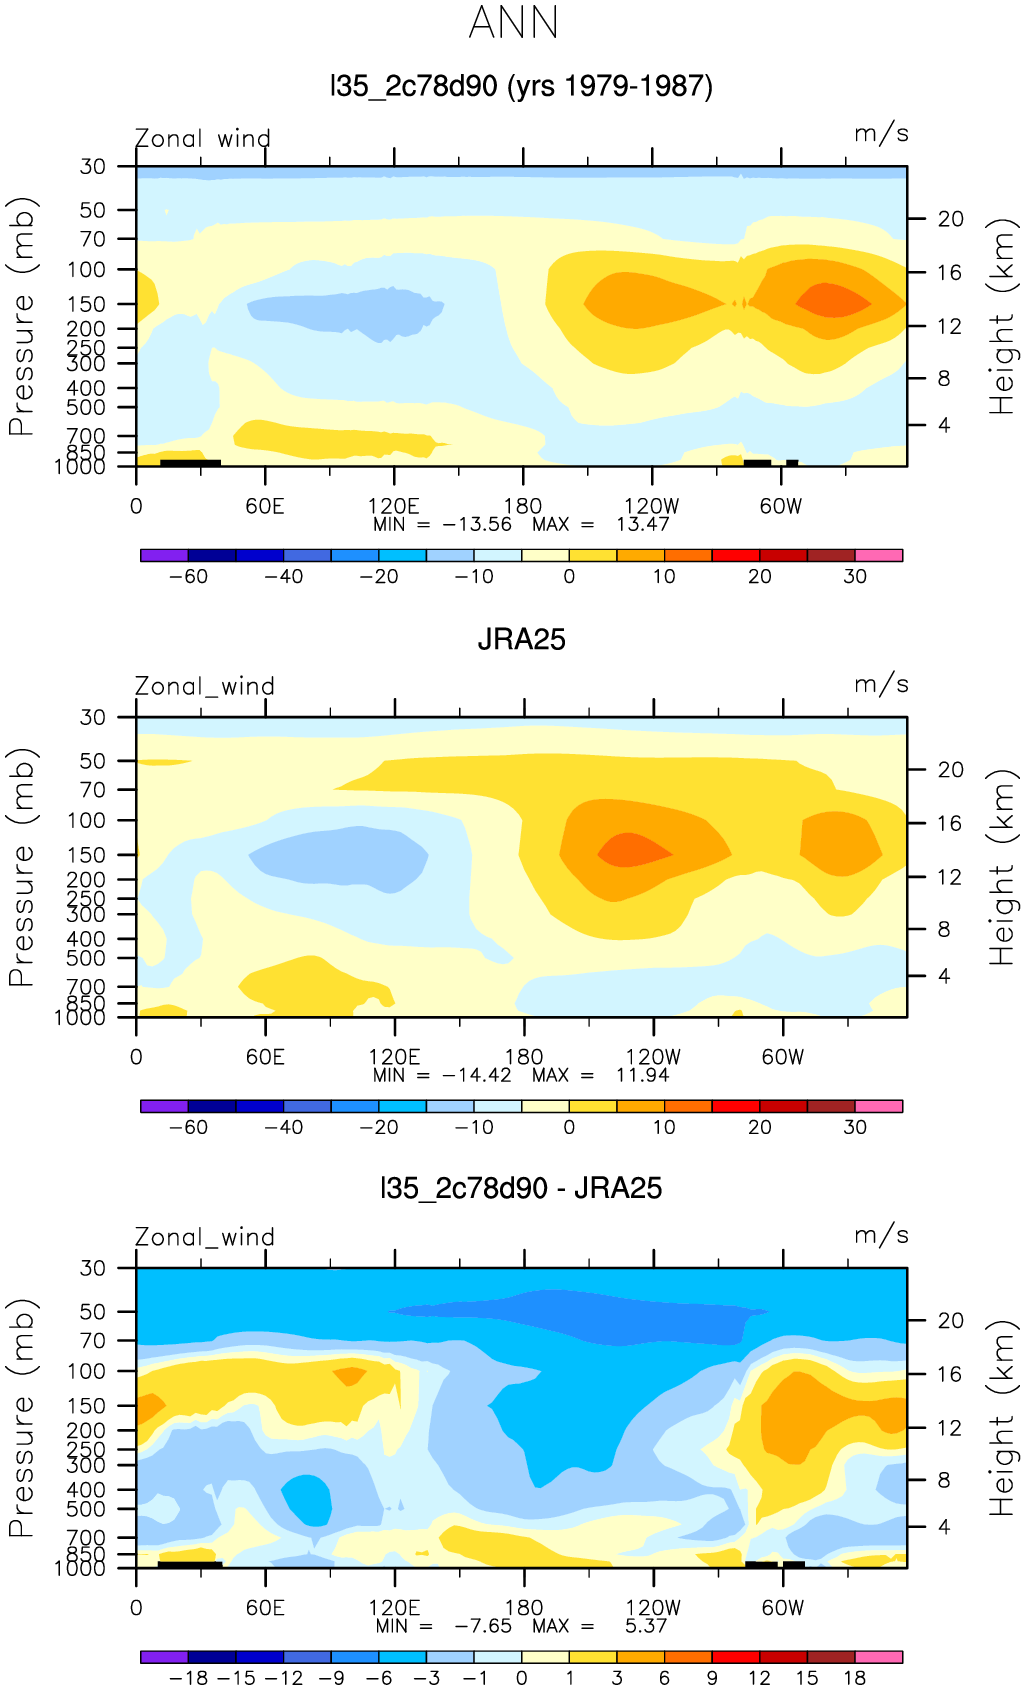 ANN
l35_2c78d90 (yrs 1979-1987)
Zonal wind m/s
Pressure (mb)
30
50
70
100
150
200
250
300
400
500
700
850
1000
20
16
12
8
4
Height (km)
0 60E 120E 180 120W 60W
MIN = -13.56 MAX = 13.47
-60 -40 -20 -10 0 10 20 30
JRA25
Zonal_wind m/s
Pressure (mb)
30
50
70
100
150
200
250
300
400
500
700
850
1000
20
16
12
8
4
Height (km)
0 60E 120E 180 120W 60W
MIN = -14.42 MAX = 11.94
-60 -40 -20 -10 0 10 20 30
l35_2c78d90 - JRA25
Zonal_wind m/s
Pressure (mb)
30
50
70
100
150
200
250
300
400
500
700
850
1000
20
16
12
8
4
Height (km)
0 60E 120E 180 120W 60W
MIN = -7.65 MAX = 5.37
-18 -15 -12 -9 -6 -3 -1 0 1 3 6 9 12 15 18